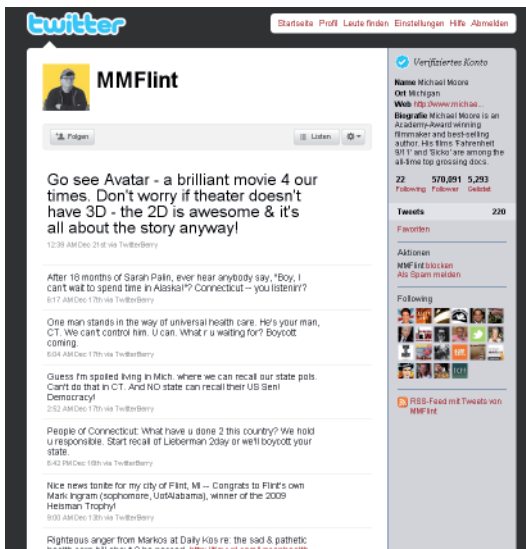 twitter
Startseite Profil Leute finden Einstellungen Hilfe Abmelden
MMFlint
Folgen
Listen
Go see Avatar - a brilliant movie 4 our
times. Don't worry if theater doesn't
have 3D - the 2D is awesome & it's
all about the story anyway!
12:39 AM Dec 21st via TwitterBerry
After 16 months of Sarah Palin, ever hear anybody say, "Boy, I
can't wait to spend time in Alaska!"? Connecticut -- you listenin'?
6:17 AM Dec 17th via TwitterBerry
One man stands in the way of universal health care. He's your man,
CT. We can't control him. U can. What r u waiting for? Boycott
coming.
6:04 AM Dec 17th via TwitterBerry
Guess I'm spoiled living in Mich. where we can recall our state pols.
Can't do that in CT. And NO state can recall their US Sen!
Democracy!
2:52 AM Dec 17th via TwitterBerry
People of Connecticut: What have u done 2 this country? We hold
u responsible. Start recall of Lieberman 2day or we'll boycott your
state.
5:42 PM Dec 16th via TwitterBerry
Nice news tonite for my city of Flint, MI -- Congrats to Flint's own
Mark Ingram (sophomore, UofAlabama), winner of the 2009
Heisman Trophy!
9:00 AM Dec 13th via TwitterBerry
Righteous anger from Markos at Daily Kos re: the sad & pathetic
Verifiziertes Konto
Name Michael Moore
Ort Michigan
Web http://www.michae...
Biografie Michael Moore is an
Academy-Award winning
filmmaker and best-selling
author. His films 'Fahrenheit
9/11' and 'Sicko' are among the
all-time top grossing docs.
22 570,091 5,293
Following Follower Gelistet
Tweets 220
Favoriten
Aktionen
MMFlint blocken
Als Spam melden
Following
RSS-Feed mit Tweets von
MMFlint